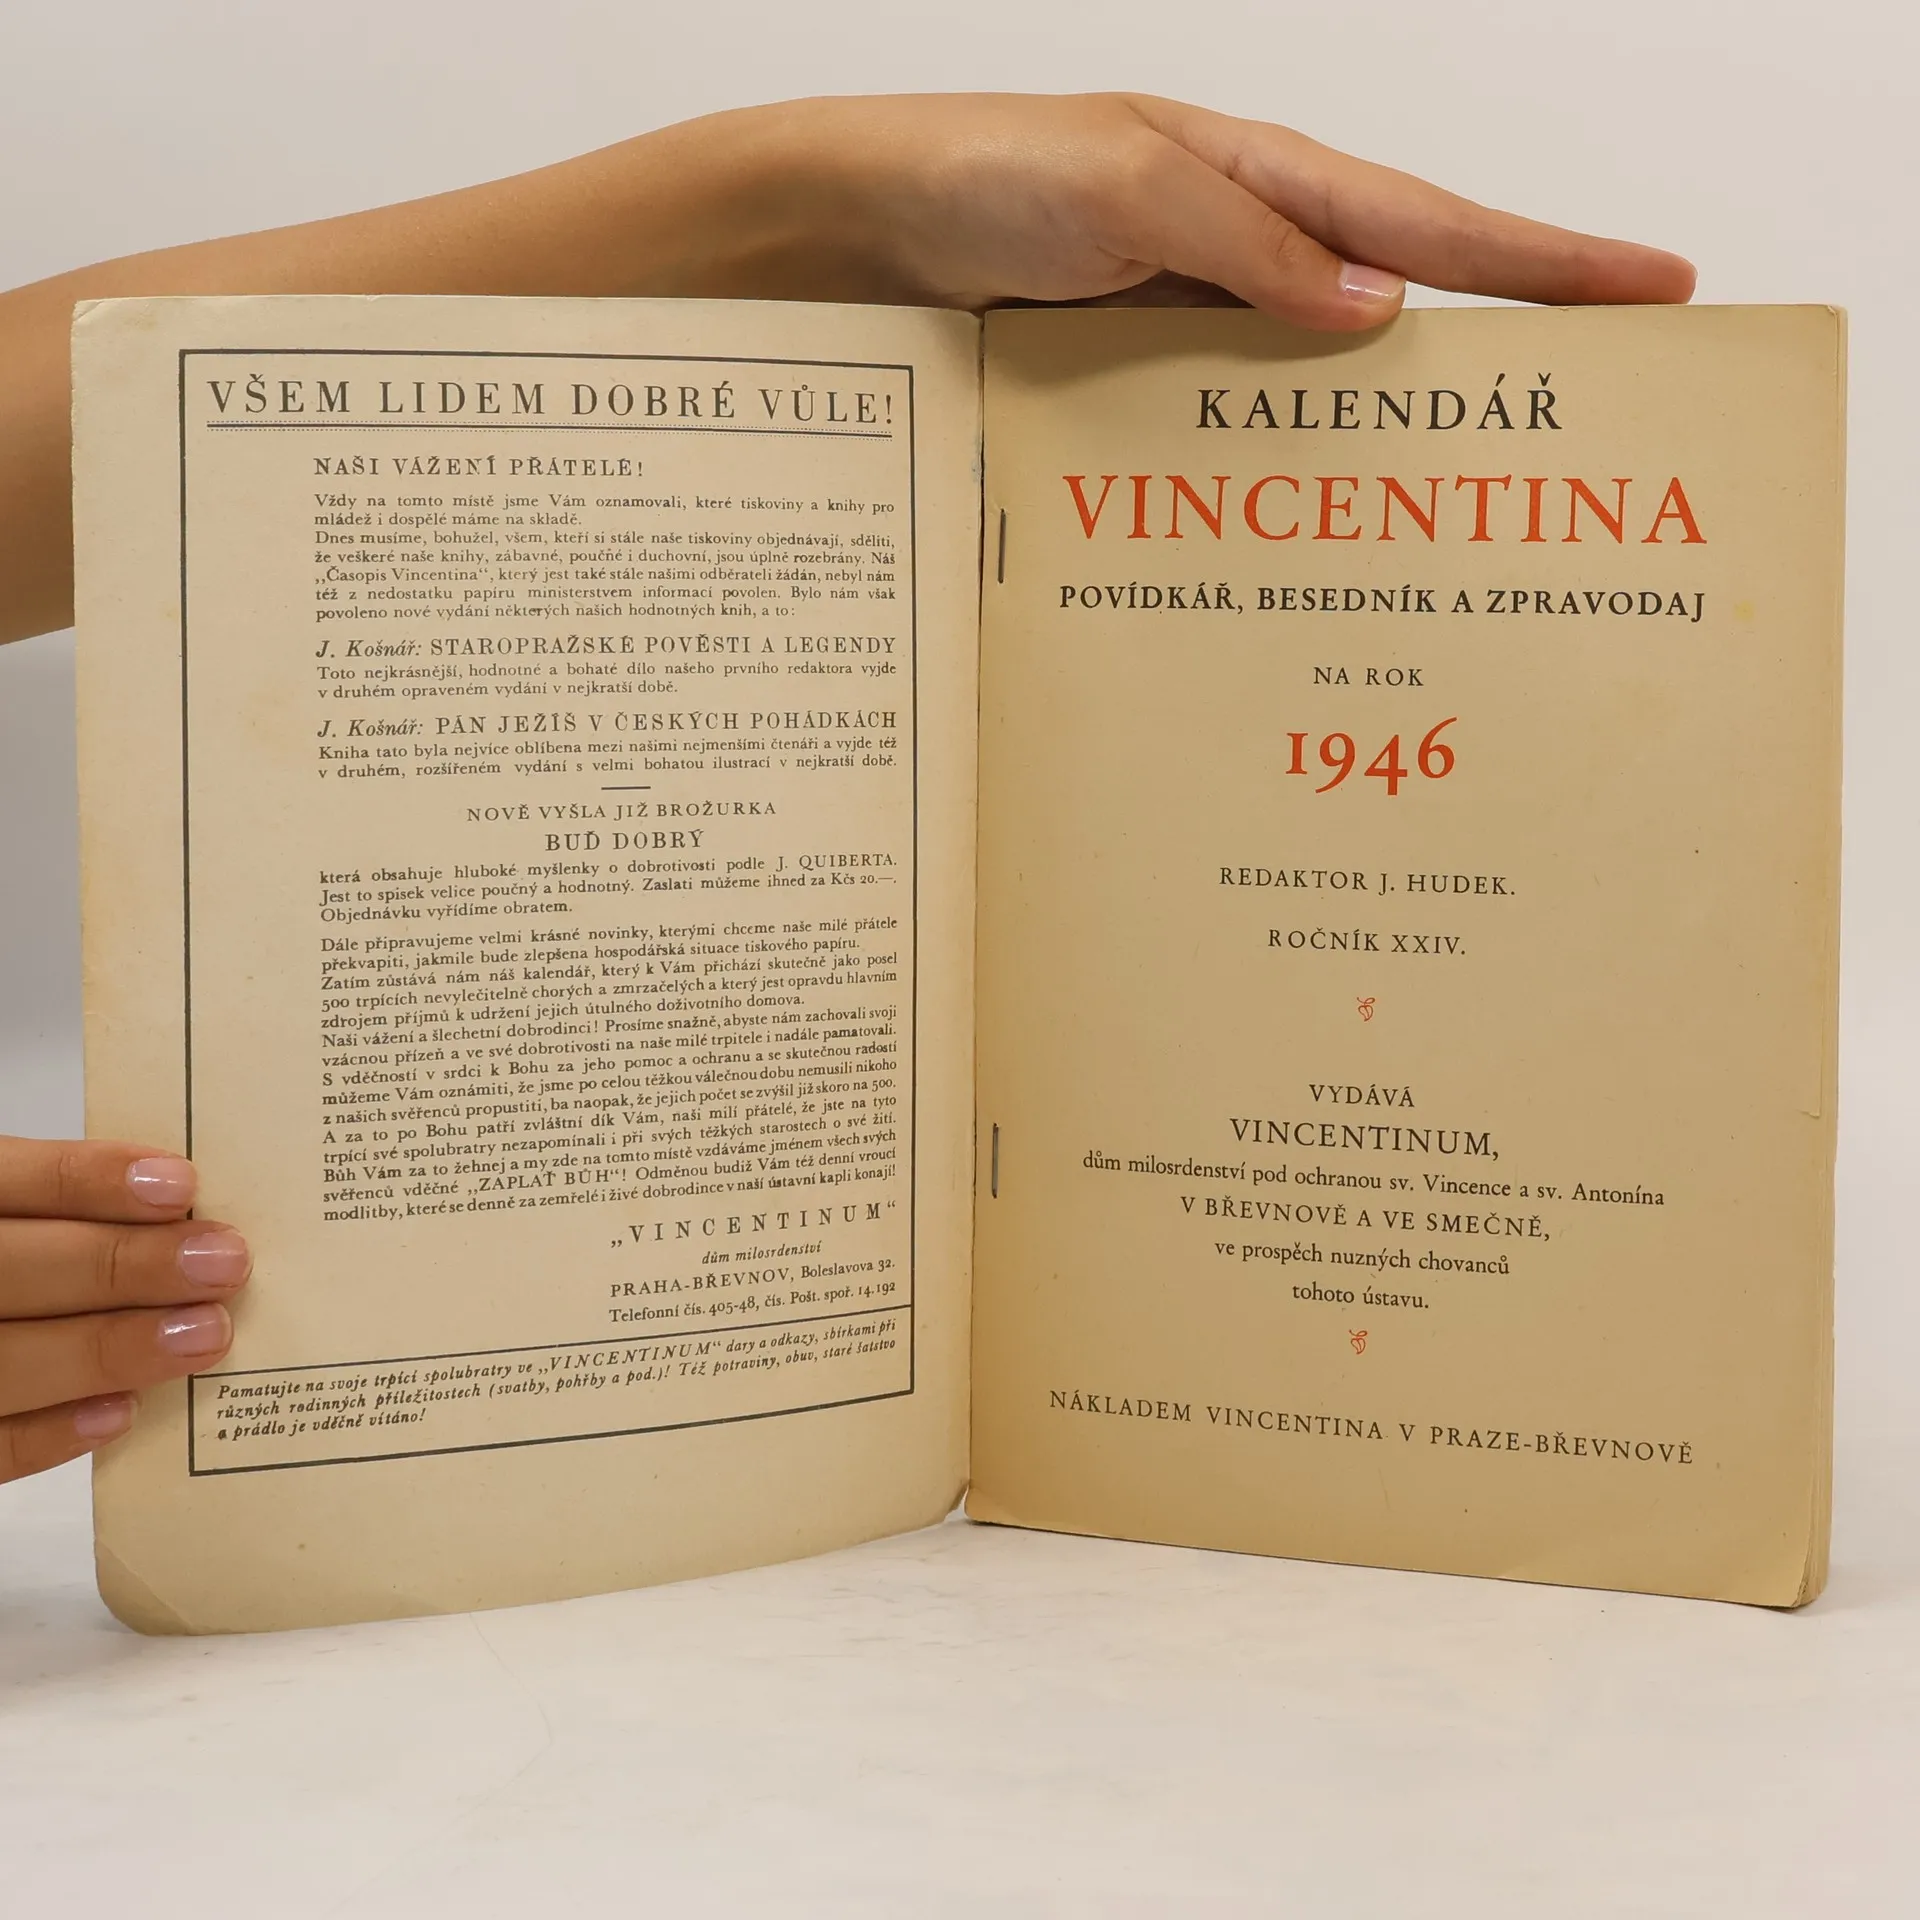 VŠEM LIDEM DOBRÉ VŮLE!
NAŠI VÁŽENÍ PŘÁTELÉ!
Vždy na tomto místě jsme Vám oznamovali, které tiskoviny a knihy pro
mládež i dospělé máme na skladě.
Dnes musíme, bohužel, všem, kteří si stále naše tiskoviny objednávají, sděliti,
že veškeré naše knihy, zábavné, poučné i duchovní, jsou úplně rozebrány. Náš
„Časopis Vincentina“, který jest také stále našimi odběrateli žádán, nebyl nám
též z nedostatku papíru ministerstvem informací povolen. Bylo nám však
povoleno nové vydání některých našich hodnotných knih, a to:
J. Košnář: STAROPRAŽSKÉ POVĚSTI A LEGENDY
Toto nejkrásnější, hodnotné a bohaté dílo našeho prvního redaktora vyjde
v druhém opraveném vydání v nejkratší době.
J. Košnář: PÁN JEŽÍŠ V ČESKÝCH POHÁDKÁCH
Kniha tato byla nejvíce oblíbena mezi našimi nejmenšími čtenáři a vyjde též
v druhém, rozšířeném vydání s velmi bohatou ilustrací v nejkratší době.
NOVĚ VYŠLA JIŽ BROŽURKA
BUĎ DOBRÝ
která obsahuje hluboké myšlenky o dobrotivosti podle J. QUIBERTA.
Jest to spisek velice poučný a hodnotný. Zaslati můžeme ihned za Kčs 20.—.
Objednávku vyřídíme obratem.
Dále připravujeme velmi krásné novinky, kterými chceme naše milé přátele
překvapiti, jakmile bude zlepšena hospodářská situace tiskového papíru.
Zatím zůstává nám náš kalendář, který k Vám přichází skutečně jako posel
500 trpících nevyléčitelně chorých a zmrzačelých a který jest opravdu hlavním
zdrojem příjmů k udržení jejich útulného doživotního domova.
Naši vážení a šlechetní dobrodinci! Prosíme snažně, abyste nám zachovali svoji
vzácnou přízeň a ve své dobrotivosti na naše milé trpitele i nadále pamatovali.
S vděčností v srdci k Bohu za jeho pomoc a ochranu a se skutečnou radostí
můžeme Vám oznámiti, že jsme po celou těžkou válečnou dobu nemusili nikoho
z našich svěřenců propustiti, ba naopak, že jejich počet se zvýšil již skoro na 500.
A za to po Bohu patří zvláštní dík Vám, naši milí přátelé, že jste na tyto
trpící své spolubratry nezapomínali i při svých těžkých starostech o své žití.
Bůh Vám za to žehnej a my zde na tomto místě vzdáváme jménem všech svých
svěřenců vděčné „ZAPLAŤ BŮH“! Odměnou budiž Vám též denní vroucí
modlitby, které se denně za zemřelé i živé dobrodince v naší ústavní kapli konají!
„VINCENTINUM“
dům milosrdenství
PRAHA-BŘEVNOV, Boleslavova 32.
Telefonní čís. 405-48, čís. Pošt. spoř. 14.192
Pamatujte na svoje trpící spolubratry ve „VINCENTINUM“ dary a odkazy, sbírkami při
různých rodinných příležitostech (svatby, pohřby a pod.)! Též potraviny, obuv, staré šatstvo
a prádlo je vděčně vítáno!
KALENDÁŘ
VINCENTINA
POVÍDKÁŘ, BESEDNÍK A ZPRAVODAJ
NA ROK
1946
REDAKTOR J. HUDEK.
ROČNÍK XXIV.
VYDÁVÁ
VINCENTINUM,
dům milosrdenství pod ochranou sv. Vincence a sv. Antonína
V BŘEVNOVĚ A VE SMEČNĚ,
ve prospěch nuzných chovanců
tohoto ústavu.
NÁKLADEM VINCENTINA V PRAZE-BŘEVNOVĚ